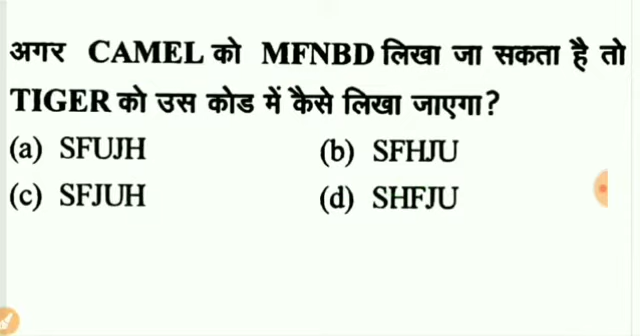 अगर CAMEL को MFNBD लिखा जा सकता है तो
TIGER को उस कोड में कैसे लिखा जाएगा?
(a) SFUJH (b) SFHJU
(c) SFJUH (d) SHFJU